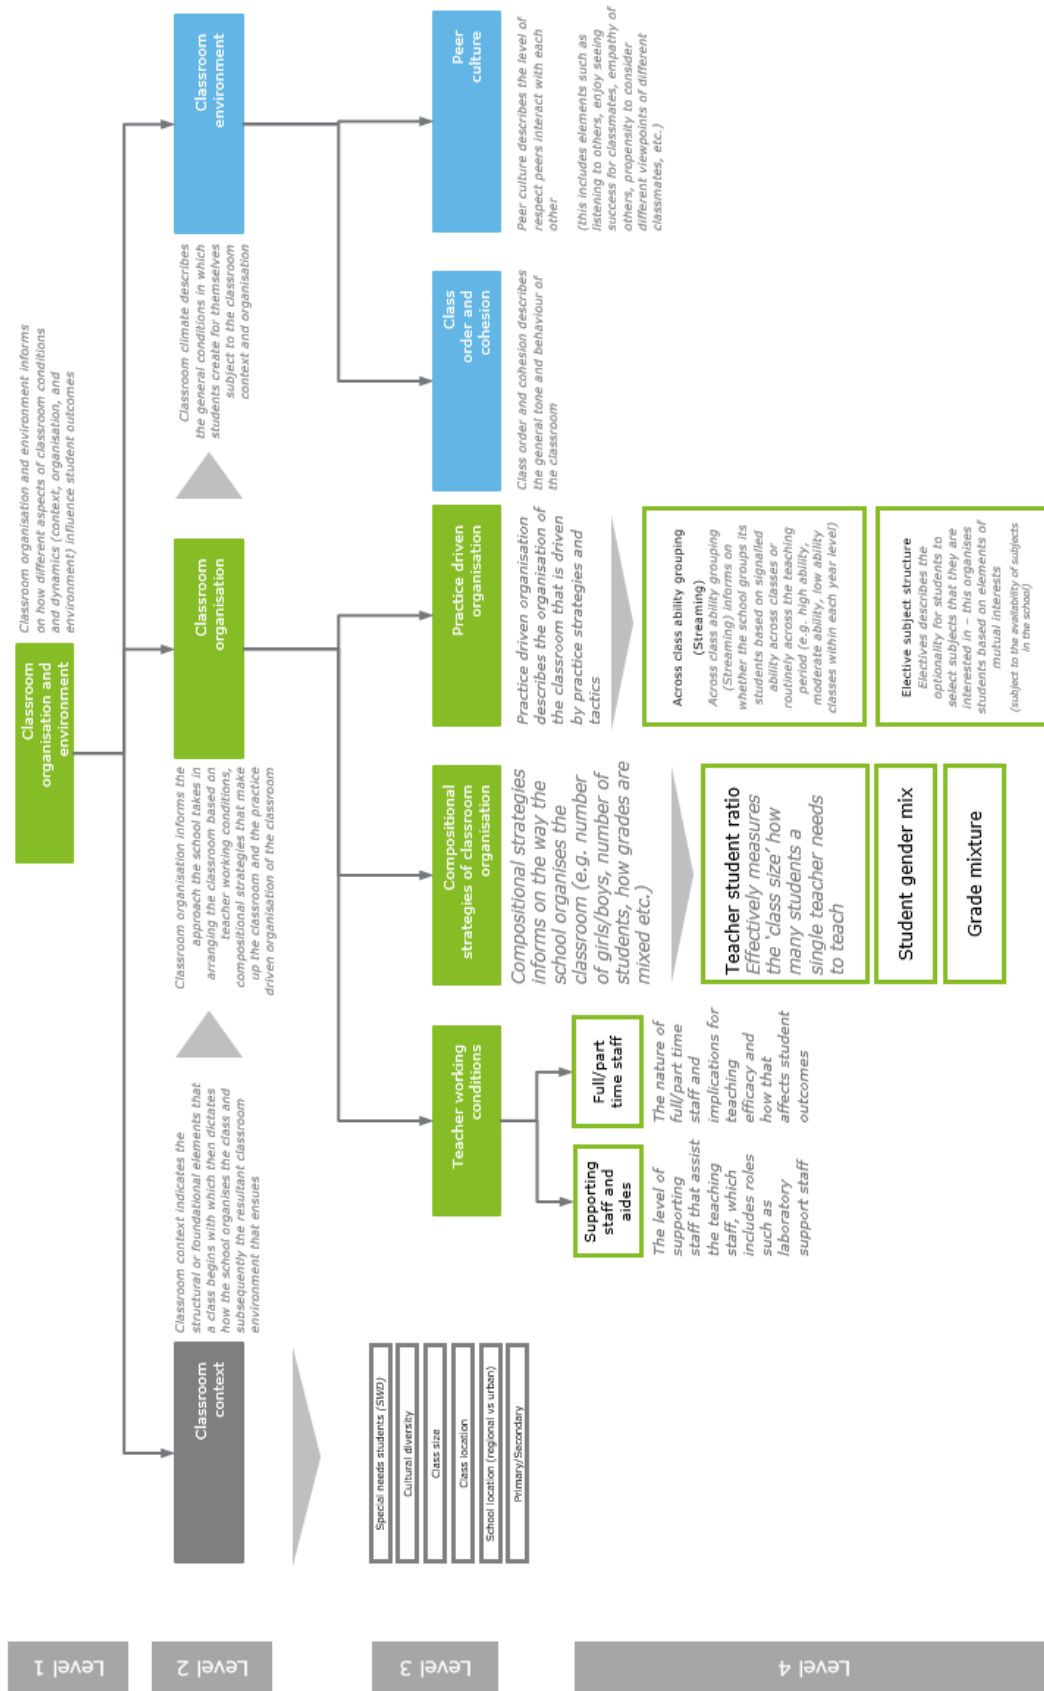 Level 1
Classroom
organisation and
environment
Classroom organisation and environment informs
on how different aspects of classroom conditions
and dynamics (context, organisation, and
environment) influence student outcomes
Level 2
Classroom
context
Classroom context indicates the
structural or foundational elements that
a class begins with which then dictates
how the school organises the class and
subsequently the resultant classroom
environment that ensues
Classroom
organisation
Classroom organisation informs the
approach the school takes in
arranging the classroom based on
teacher working conditions,
compositional strategies that make
up the classroom and the practice
driven organisation of the classroom
Classroom
environment
Classroom climate describes
the general conditions in which
students create for themselves
subject to the classroom
context and organisation
Level 3
Special needs students (SWD)
Cultural diversity
Class size
Class location
School location (regional vs urban)
Primary/Secondary
Teacher working
conditions
Compositional
strategies of classroom
organisation
Compositional strategies
informs on the way the
school organises the
classroom (e.g. number
of girls/boys, number of
students, how grades are
mixed etc.)
Practice driven
organisation
Practice driven organisation
describes the organisation of
the classroom that is driven
by practice strategies and
tactics
Class
order and
cohesion
Class order and cohesion describes
the general tone and behaviour of
the classroom
Peer
culture
Peer culture describes the level of
respect peers interact with each
other
(this includes elements such as
listening to others, enjoy seeing
success for classmates, empathy of
others, propensity to consider
different viewpoints of different
classmates, etc.)
Level 4
Supporting
staff and
aides
The level of
supporting
staff that assist
the teaching
staff, which
includes roles
such as
laboratory
support staff
Full/part
time staff
The nature of
full/part time
staff and
implications for
teaching
efficacy and
how that
affects student
outcomes
Teacher student ratio
Effectively measures
the ‘class size’ how
many students a
single teacher needs
to teach
Student gender mix
Grade mixture
Across class ability grouping
(Streaming)
Across class ability grouping
(Streaming) informs on
whether the school groups its
students based on signalled
ability across classes or
routinely across the teaching
period (e.g. high ability,
moderate ability, low ability
classes within each year level)
Elective subject structure
Electives describes the
optionality for students to
select subjects that they are
interested in – this organises
students based on elements of
mutual interests
(subject to the availability of subjects
in the school)